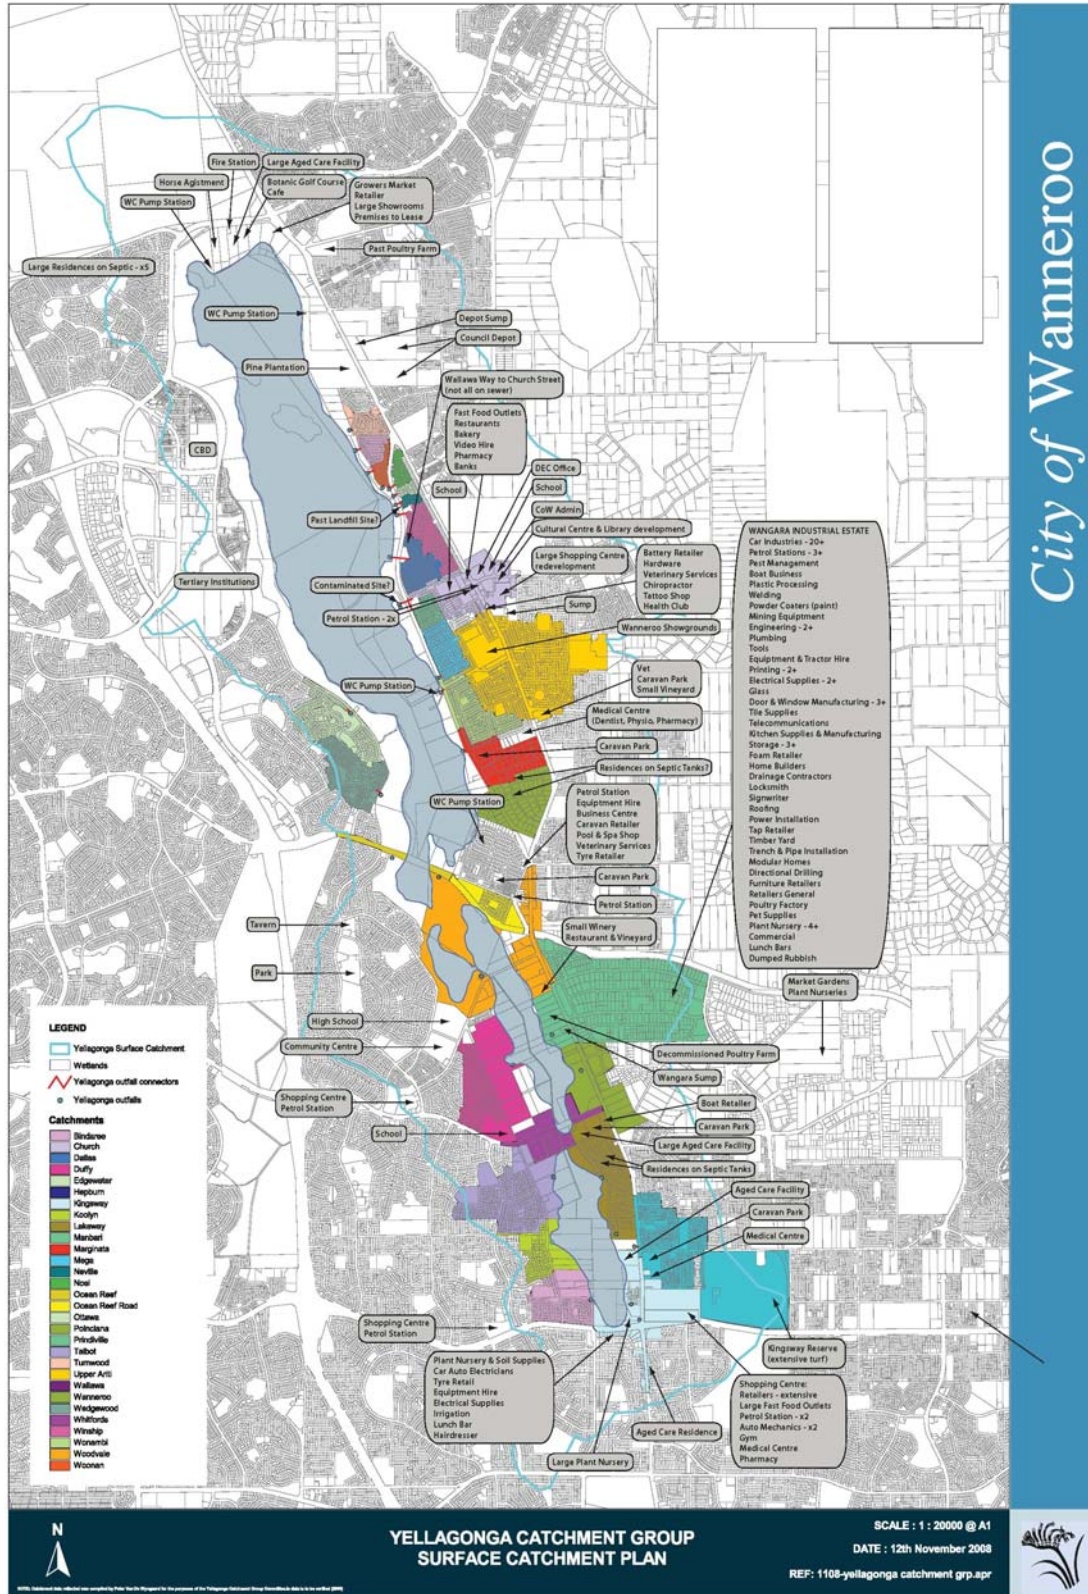 City of Wanneroo
Fire Station
Large Aged Care Facility
Horse Agistment
Botanic Golf Course
Cafe
WC Pump Station
Growers Market
Retailer
Large Showrooms
Premises to Lease
Past Poultry Farm
Large Residences on Septic - x5
WC Pump Station
Depot Sump
Council Depot
Pine Plantation
Wallawa Way to Church Street
(not all on sewer)
Fast Food Outlets
Restaurants
Bakery
Video Hire
Pharmacy
Banks
CBD
DEC Office
School
School
CoW Admin
Past Landfill Site?
Cultural Centre & Library development
Large Shopping Centre
redevelopment
Battery Retailer
Hardware
Veterinary Services
Chiropractor
Tattoo Shop
Health Club
Tertiary Institutions
Contaminated Site?
Sump
Petrol Station - 2x
Wanneroo Showgrounds
WC Pump Station
Vet
Caravan Park
Small Vineyard
Medical Centre
(Dentist, Physio, Pharmacy)
Caravan Park
Residences on Septic Tanks?
WC Pump Station
Petrol Station
Equiptment Hire
Business Centre
Caravan Retailer
Pool & Spa Shop
Veterinary Services
Tyre Retailer
Caravan Park
Petrol Station
Tavern
Small Winery
Restaurant & Vineyard
Park
WANGARA INDUSTRIAL ESTATE
Car Industries - 20+
Petrol Stations - 3+
Pest Management
Boat Business
Plastic Processing
Welding
Powder Coaters (paint)
Mining Equipment
Engineering - 2+
Plumbing
Tools
Equiptment & Tractor Hire
Printing - 2+
Electrical Supplies - 2+
Glass
Door & Window Manufacturing - 3+
Tile Supplies
Telecommunications
Kitchen Supplies & Manufacturing
Storage - 3+
Foam Retailer
Home Builders
Drainage Contractors
Locksmith
Signwriter
Roofing
Power Installation
Tap Retailer
Timber Yard
Trench & Pipe Installation
Modular Homes
Directional Drilling
Furniture Retailers
Retailers General
Poultry Factory
Pet Supplies
Plant Nursery - 4+
Commercial
Lunch Bars
Dumped Rubbish
Market Gardens
Plant Nurseries
High School
Community Centre
Decommissioned Poultry Farm
Wangara Sump
Shopping Centre
Petrol Station
Boat Retailer
School
Caravan Park
Large Aged Care Facility
Residences on Septic Tanks
Aged Care Facility
Caravan Park
Medical Centre
Shopping Centre
Petrol Station
Kingsway Reserve
(extensive turf)
Plant Nursery & Soil Supplies
Car Auto Electricians
Tyre Retail
Equiptment Hire
Electrical Supplies
Irrigation
Lunch Bar
Hairdresser
Shopping Centre:
Retailers - extensive
Large Fast Food Outlets
Petrol Station - x2
Auto Mechanics - x2
Gym
Medical Centre
Pharmacy
Aged Care Residence
Large Plant Nursery
LEGEND
Yellagonga Surface Catchment
Wetlands
Yellagonga outfall connectors
Yellagonga outfalls
Catchments
Bindaree
Church
Dallas
Duffy
Edgewater
Hepburn
Kingsway
Koolyn
Lakeway
Manbari
Marginata
Mega
Neville
Noel
Ocean Reef
Ocean Reef Road
Ottawa
Poinciana
Prindiville
Talbot
Turnwood
Upper Ariti
Wallawa
Wanneroo
Wedgewood
Whitfords
Winship
Wonambi
Woodvale
Woonan
N
YELLAGONGA CATCHMENT GROUP
SURFACE CATCHMENT PLAN
SCALE : 1 : 20000 @ A1
DATE : 12th November 2008
REF: 1108-yellagonga catchment grp.apr